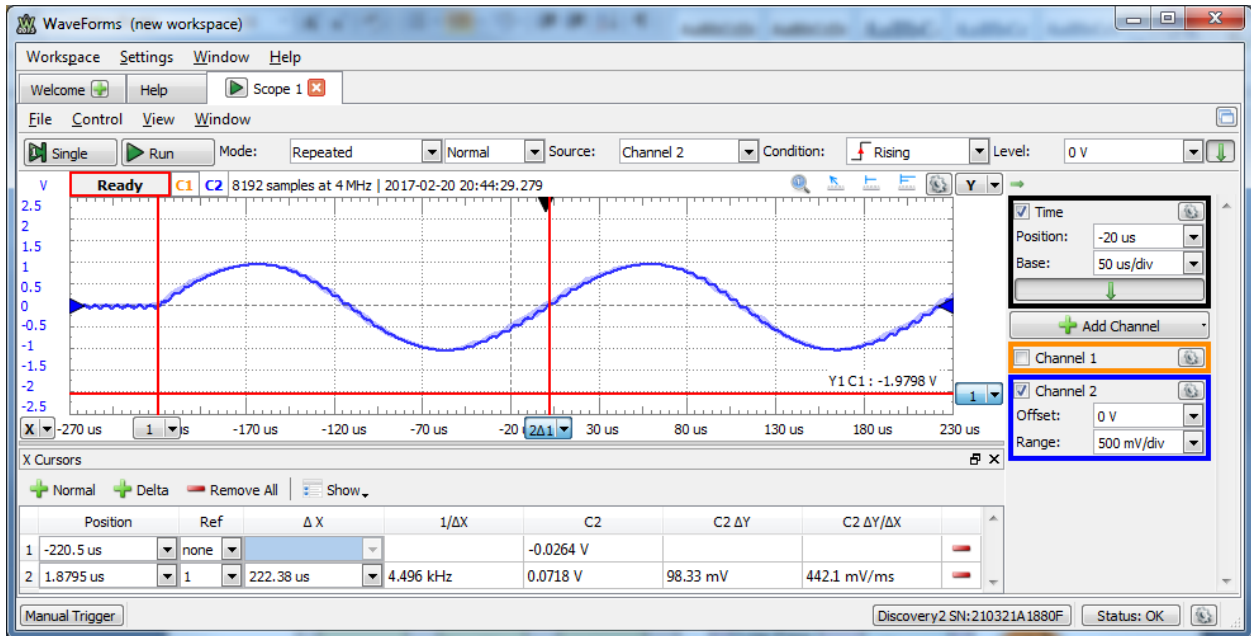 WaveForms (new workspace)
Workspace Settings Window Help
Welcome Help Scope 1
File Control View Window
Single Run Mode: Repeated Normal Source: Channel 2 Condition: Rising Level: 0 V
V Ready C1 C2 8192 samples at 4 MHz | 2017-02-20 20:44:29.279 Y
2.5
2
1.5
1
0.5
0
-0.5
-1
-1.5
-2
-2.5
Y1 C1 : -1.9798 V
1
X -270 us 1 us -170 us -120 us -70 us -20 2Δ1 30 us 80 us 130 us 180 us 230 us
Time
Position: -20 us
Base: 50 us/div
Add Channel
Channel 1
Channel 2
Offset: 0 V
Range: 500 mV/div
X Cursors
Normal Delta Remove All Show
Position Ref Δ X 1/ΔX C2 C2 ΔY C2 ΔY/ΔX
1 -220.5 us none -0.0264 V
2 1.8795 us 1 222.38 us 4.496 kHz 0.0718 V 98.33 mV 442.1 mV/ms
Manual Trigger Discovery2 SN:210321A1880F Status: OK